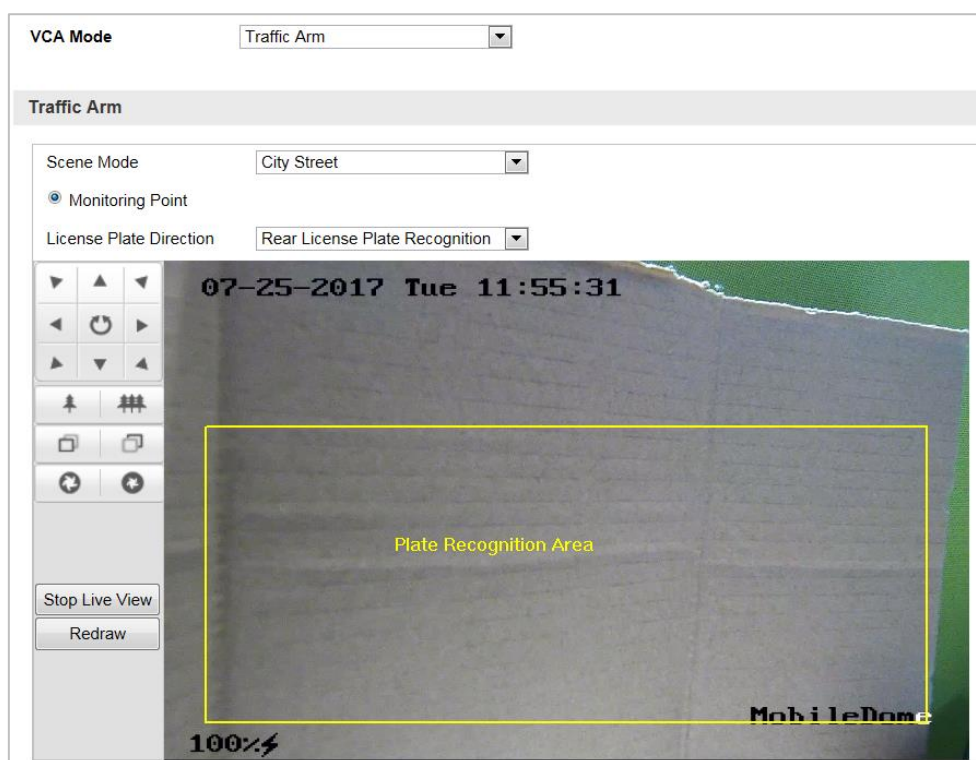 VCA Mode Traffic Arm
Traffic Arm
Scene Mode City Street
Monitoring Point
License Plate Direction Rear License Plate Recognition
07-25-2017 Tue 11:55:31
Plate Recognition Area
Stop Live View
Redraw
MobileDome
100%